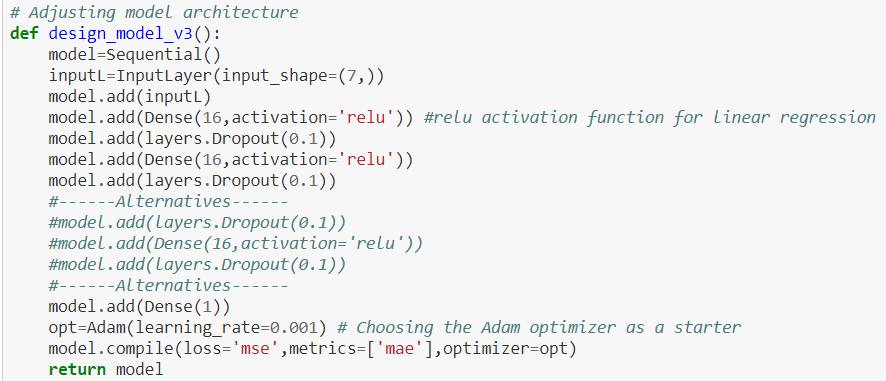 # Adjusting model architecture
def design_model_v3():
    model=Sequential()
    inputL=InputLayer(input_shape=(7,))
    model.add(inputL)
    model.add(Dense(16,activation='relu')) #relu activation function for linear regression
    model.add(layers.Dropout(0.1))
    model.add(Dense(16,activation='relu'))
    model.add(layers.Dropout(0.1))
    #------Alternatives------
    #model.add(layers.Dropout(0.1))
    #model.add(Dense(16,activation='relu'))
    #model.add(layers.Dropout(0.1))
    #------Alternatives------
    model.add(Dense(1))
    opt=Adam(learning_rate=0.001) # Choosing the Adam optimizer as a starter
    model.compile(loss='mse',metrics=['mae'],optimizer=opt)
    return model